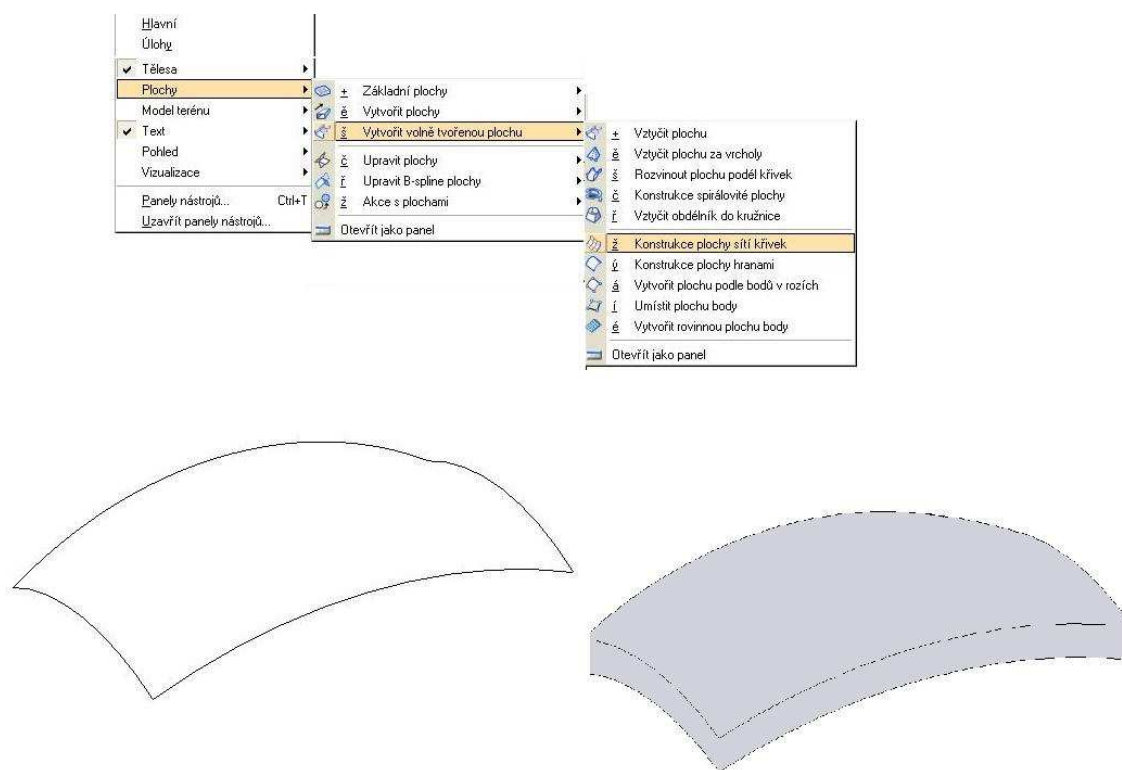 Hlavní
Úlohy
Tělesa
Plochy
Model terénu
Text
Pohled
Vizualizace
Panely nástrojů... Ctrl+T
Uzavřít panely nástrojů...
+ Základní plochy
ě Vytvořit plochy
š Vytvořit volně tvořenou plochu
č Upravit plochy
ř Upravit B-spline plochy
ž Akce s plochami
Otevřít jako panel
+ Vztyčit plochu
ě Vztyčit plochu za vrcholy
š Rozvinout plochu podél křivek
č Konstrukce spirálovité plochy
ř Vztyčit obdélník do kružnice
ž Konstrukce plochy sítí křivek
ý Konstrukce plochy hranami
á Vytvořit plochu podle bodů v rozích
í Umístit plochu body
é Vytvořit rovinnou plochu body
Otevřít jako panel